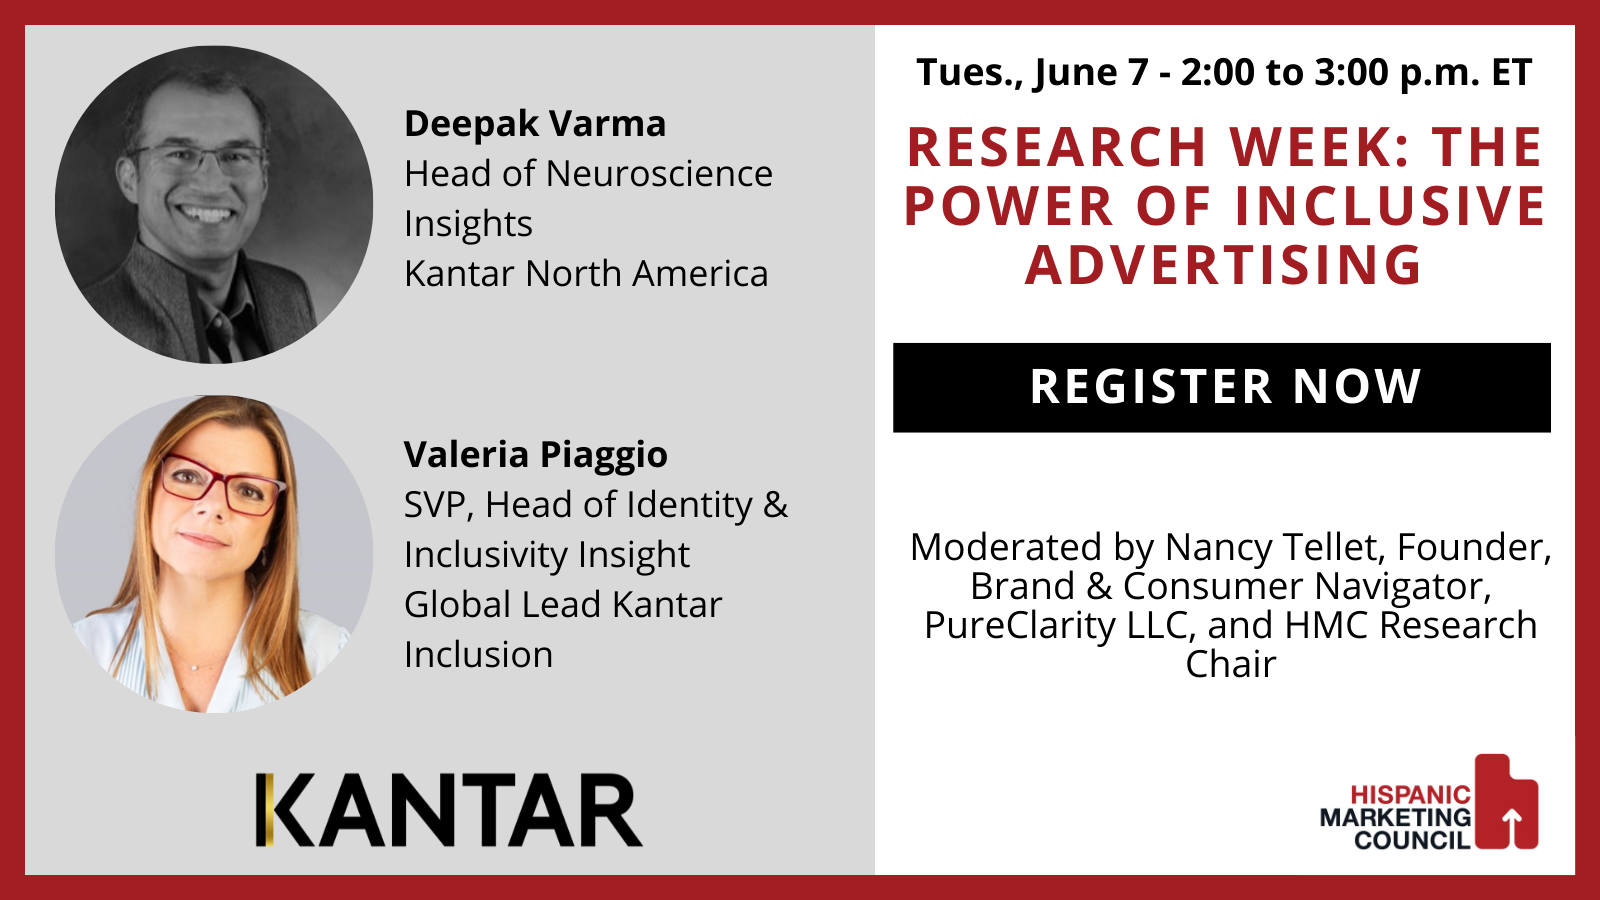 Deepak Varma
Head of Neuroscience
Insights
Kantar North America
Valeria Piaggio
SVP, Head of Identity &
Inclusivity Insight
Global Lead Kantar
Inclusion
KANTAR
Tues., June 7 - 2:00 to 3:00 p.m. ET
RESEARCH WEEK: THE
POWER OF INCLUSIVE
ADVERTISING
REGISTER NOW
Moderated by Nancy Tellet, Founder,
Brand & Consumer Navigator,
PureClarity LLC, and HMC Research
Chair
HISPANIC
MARKETING
COUNCIL